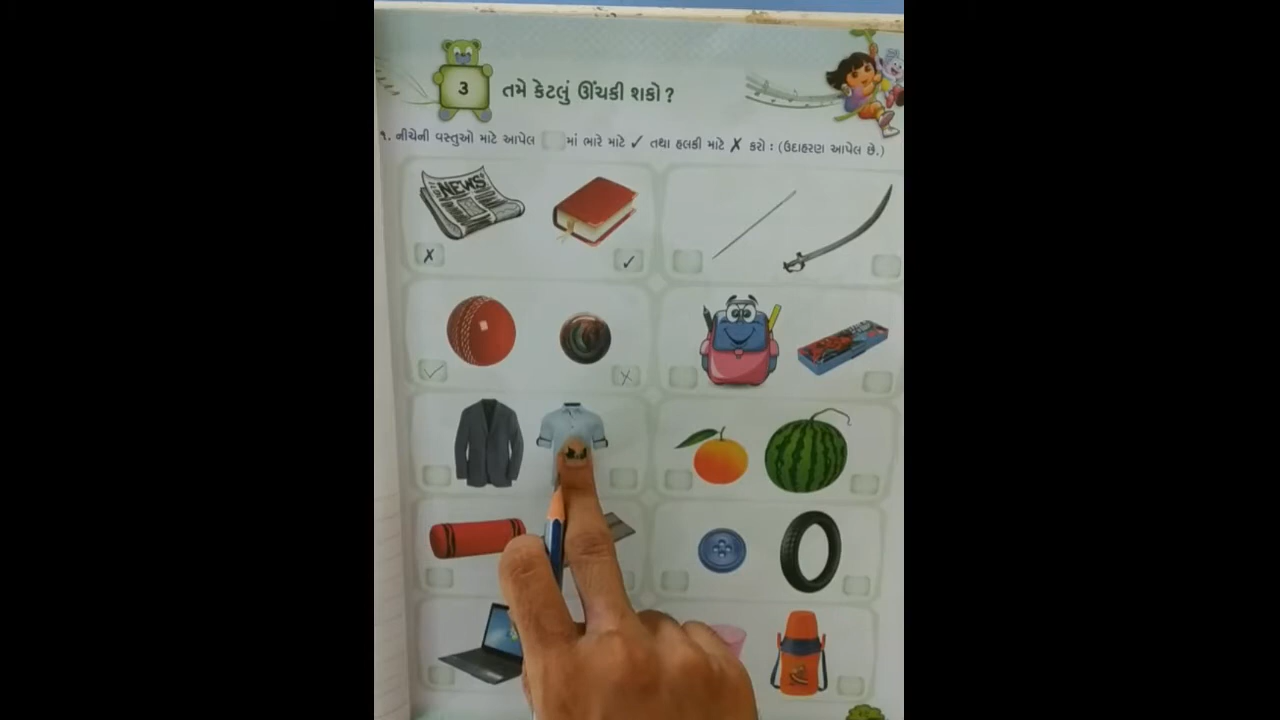 3
તમે કેટલું ઊંચકી શકો?
૧. નીચેની વસ્તુઓ માટે આપેલ માં ભારે માટે ✓ તથા હલકી માટે ✗ કરો : (ઉદાહરણ આપેલ છે.)
NEWS